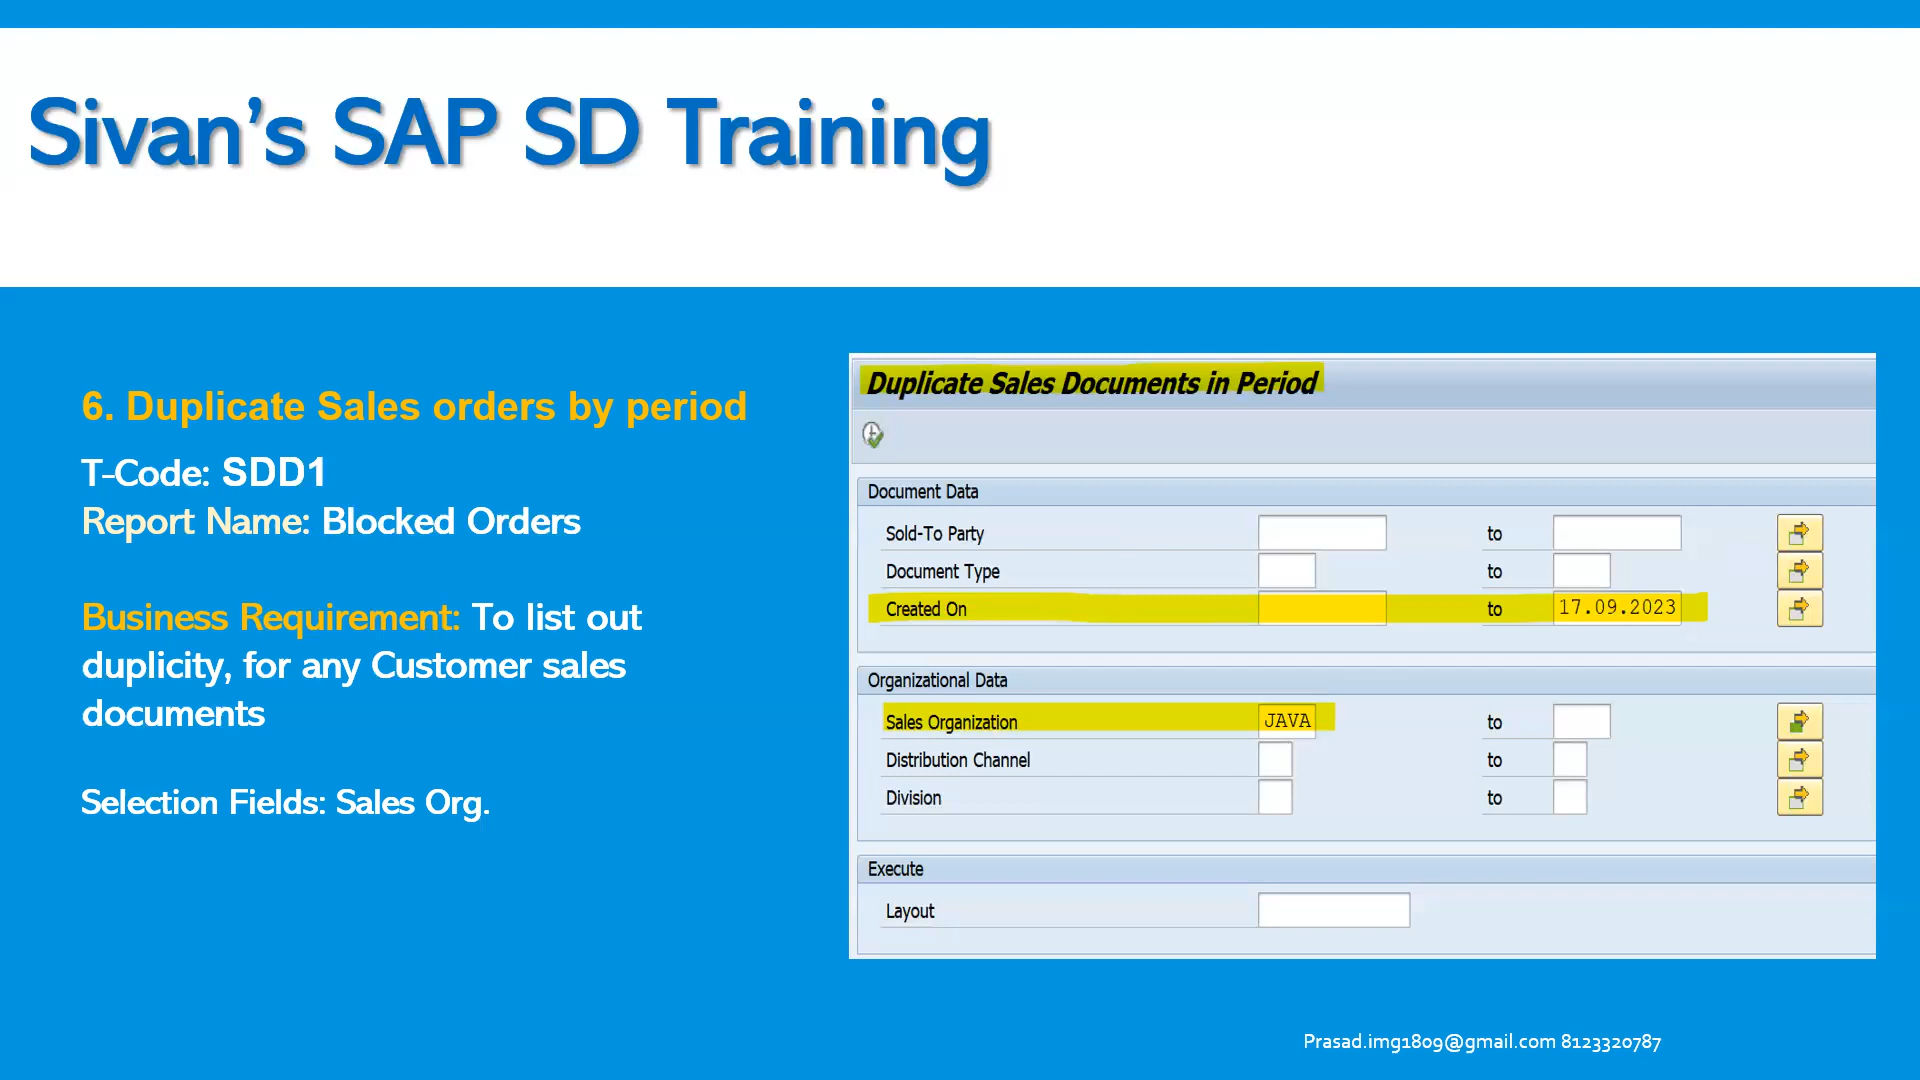 Sivan's SAP SD Training
6. Duplicate Sales orders by period
T-Code: SDD1
Report Name: Blocked Orders
Business Requirement: To list out
duplicity, for any Customer sales
documents
Selection Fields: Sales Org.
Duplicate Sales Documents in Period
Document Data
Sold-To Party to
Document Type to
Created On to 17.09.2023
Organizational Data
Sales Organization JAVA to
Distribution Channel to
Division to
Execute
Layout
Prasad.img1809@gmail.com 8123320787